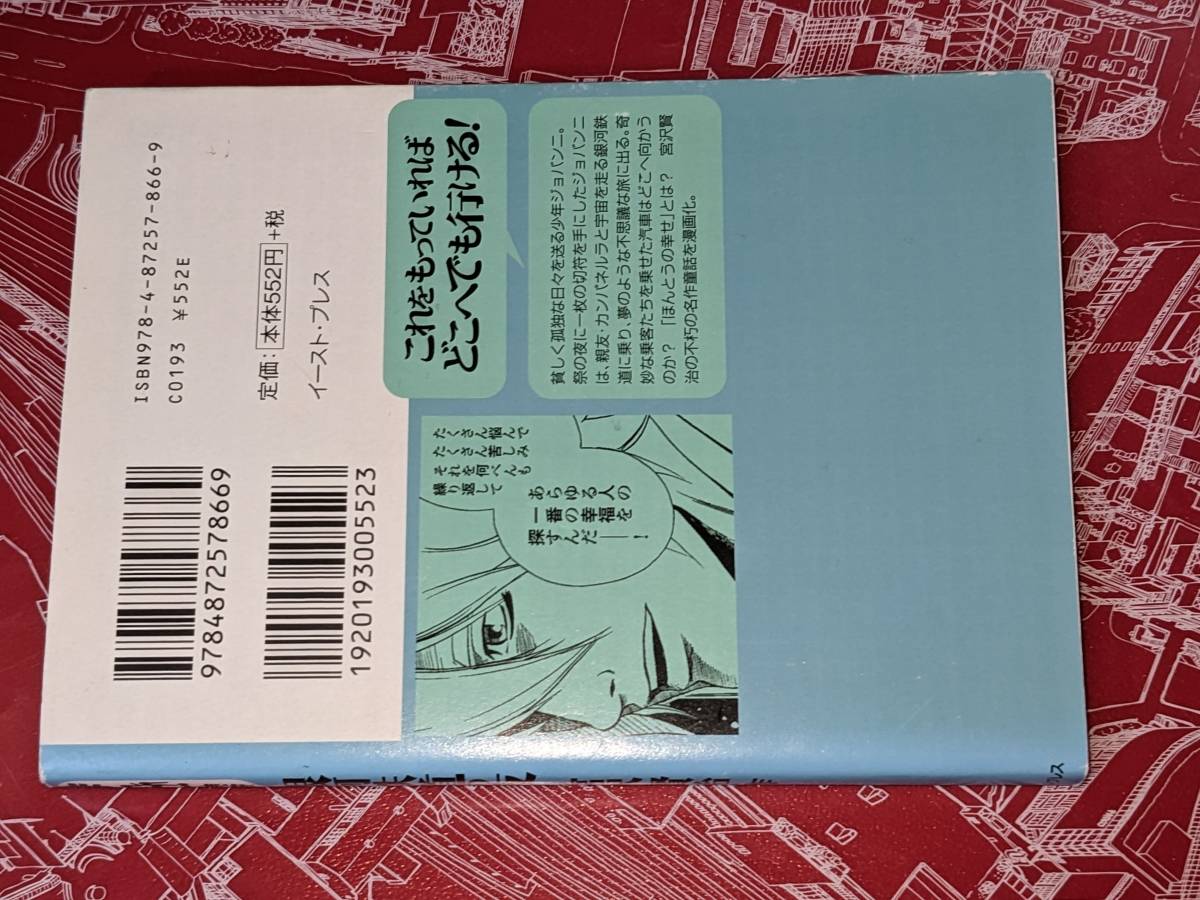 ISBN978-4-87257-866-9
C0193 ￥552E
定価：本体552円+税
イースト・プレス
9784872578669
1920193005523
これをもっていれば
どこへでも行ける！
貧しく孤独な日々を送る少年ジョバンニ。
祭の夜に一枚の切符を手にしたジョバンニ
は、親友・カンパネルラと宇宙を走る銀河鉄
道に乗り、夢のような不思議な旅に出る。奇
妙な乗客たちを乗せた汽車はどこへ向かう
のか？「ほんとうの幸せ」とは？　宮沢賢
治の不朽の名作童話を漫画化。
たくさん悩んで
たくさん苦しみ
それを何べんも
繰り返して
あらゆる人の
一番の幸福を
探すんだ
――！